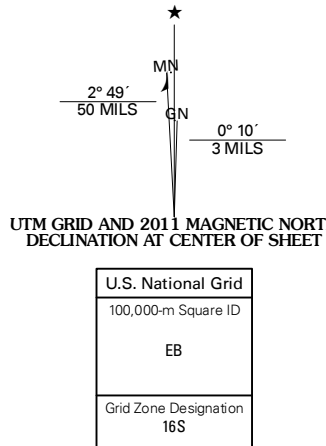 ★
MN
GN
2° 49´
50 MILS
0° 10´
3 MILS
UTM GRID AND 2011 MAGNETIC NORT
DECLINATION AT CENTER OF SHEET
U.S. National Grid
100,000-m Square ID
EB
Grid Zone Designation
16S